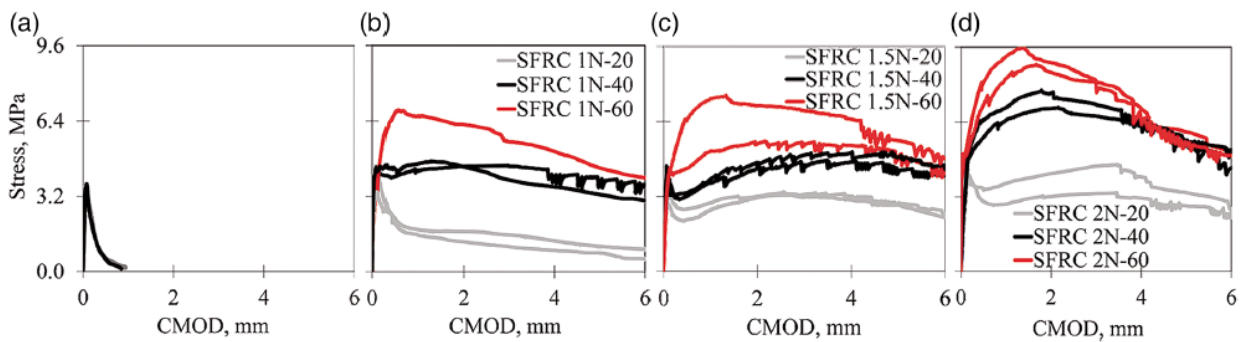 (a) (b) (c) (d)
9.6
6.4
3.2
0.0
Stress, MPa
SFRC 1N-20
SFRC 1N-40
SFRC 1N-60
SFRC 1.5N-20
SFRC 1.5N-40
SFRC 1.5N-60
SFRC 2N-20
SFRC 2N-40
SFRC 2N-60
0 2 4 6 0 2 4 6 0 2 4 6 0 2 4 6
CMOD, mm CMOD, mm CMOD, mm CMOD, mm